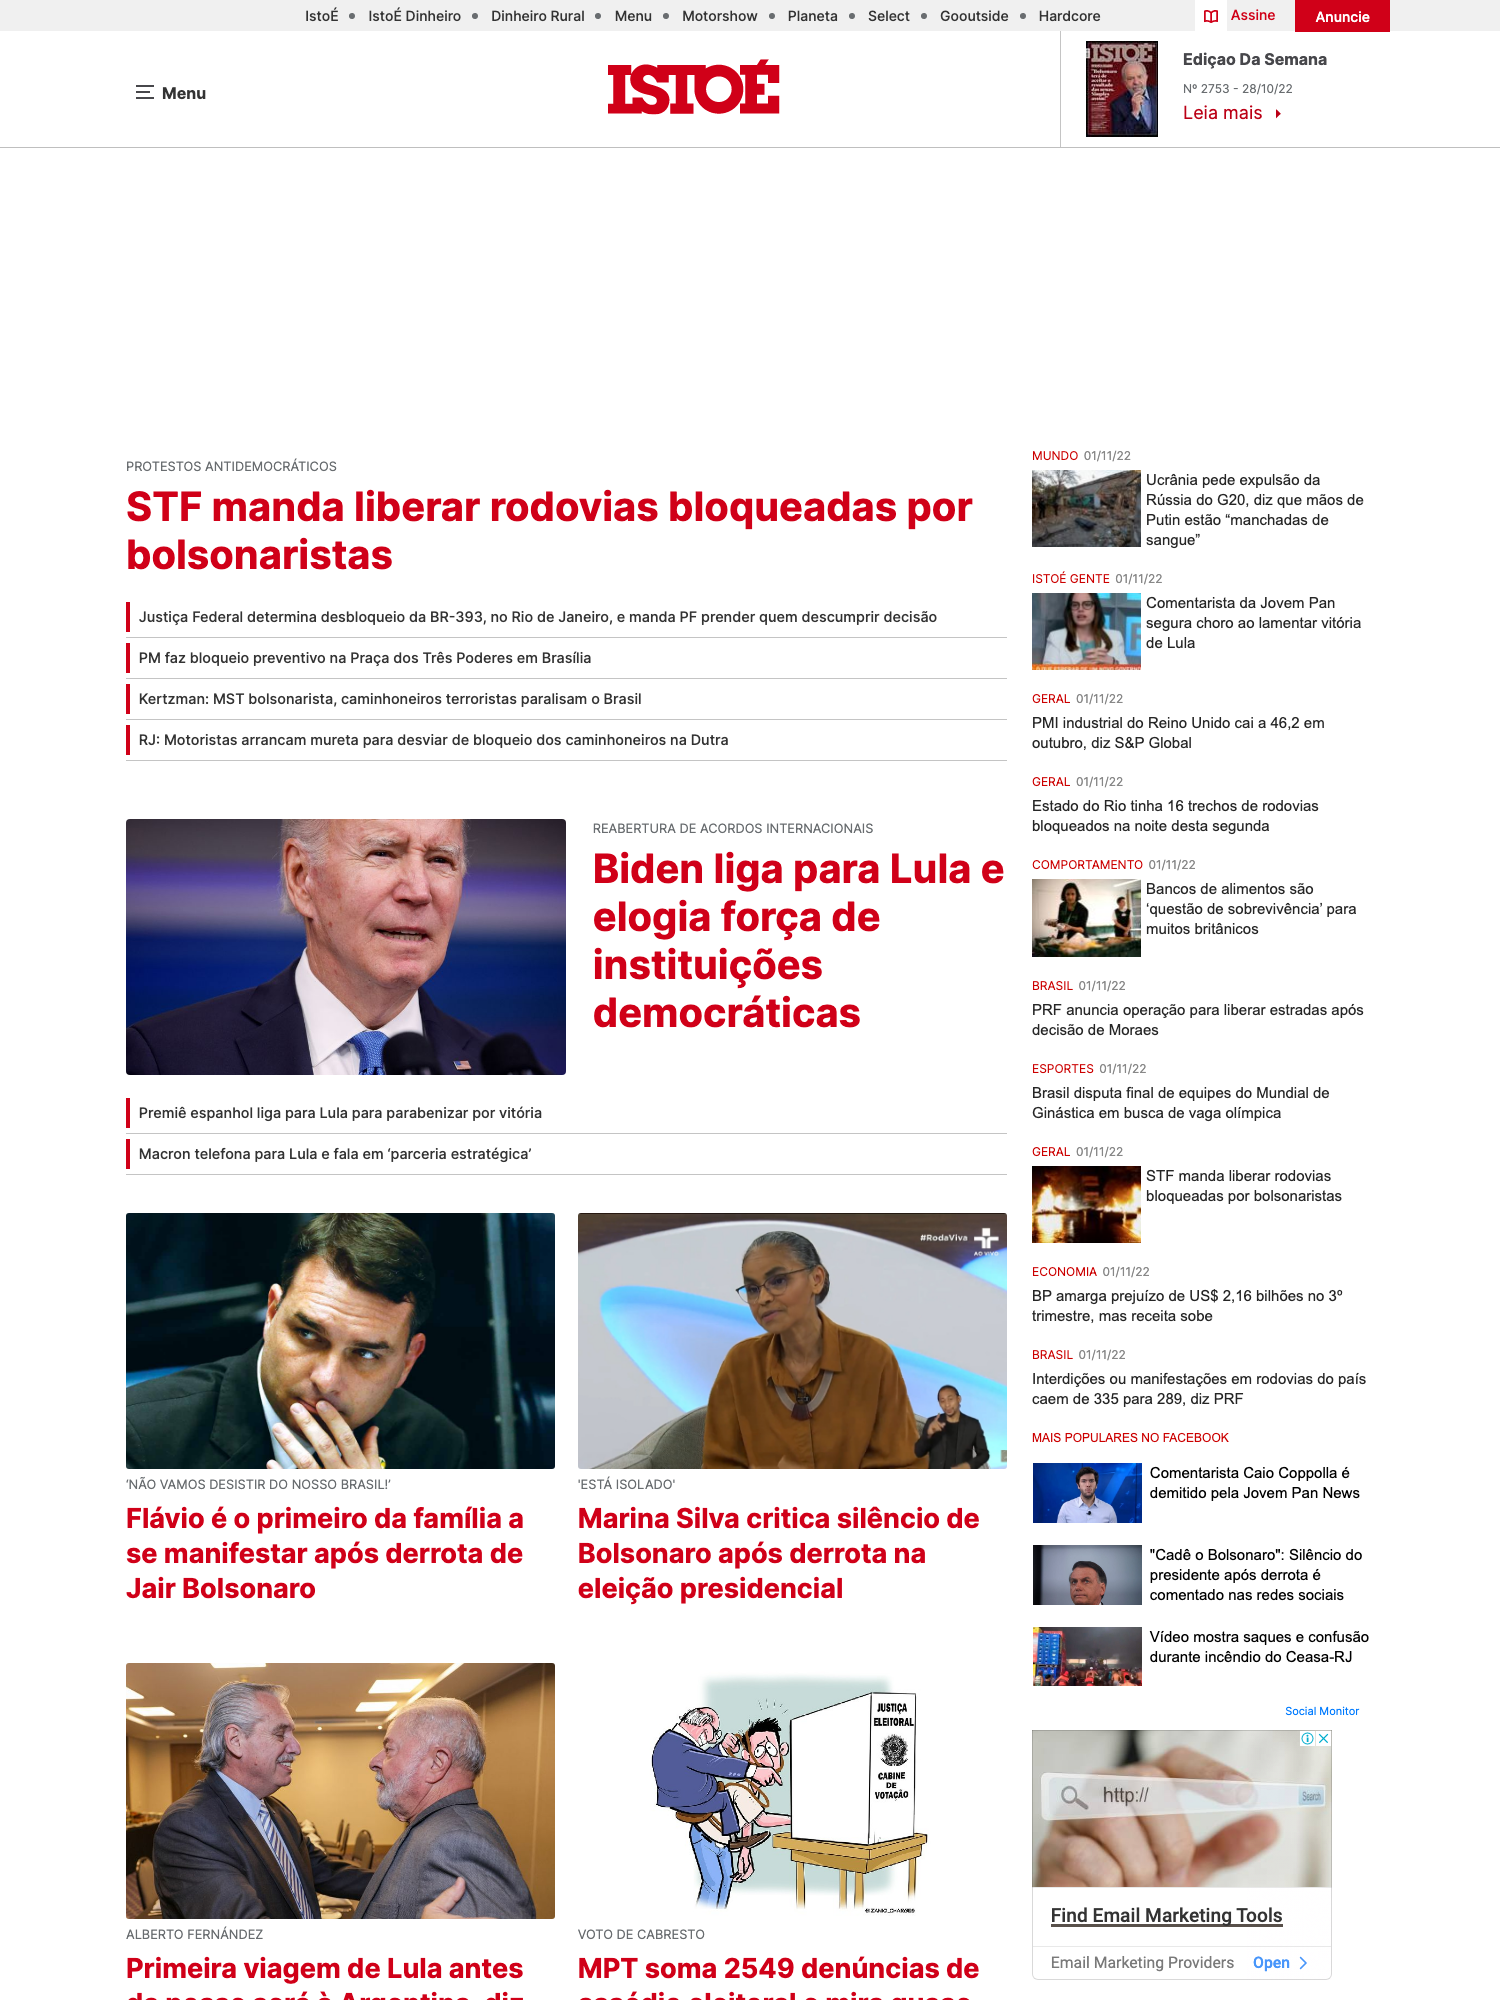 IstoÉ
IstoÉ Dinheiro
Dinheiro Rural
Menu
Motorshow
Planeta
Select
Gooutside
Hardcore
Assine
Anuncie
Menu
ISTOÉ
ISTOÉ
Ediçao Da Semana
Nº 2753 - 28/10/22
Leia mais
PROTESTOS ANTIDEMOCRÁTICOS
STF manda liberar rodovias bloqueadas por
bolsonaristas
Justiça Federal determina desbloqueio da BR-393, no Rio de Janeiro, e manda PF prender quem descumprir decisão
PM faz bloqueio preventivo na Praça dos Três Poderes em Brasília
Kertzman: MST bolsonarista, caminhoneiros terroristas paralisam o Brasil
RJ: Motoristas arrancam mureta para desviar de bloqueio dos caminhoneiros na Dutra
REABERTURA DE ACORDOS INTERNACIONAIS
Biden liga para Lula e
elogia força de
instituições
democráticas
Premiê espanhol liga para Lula para parabenizar por vitória
Macron telefona para Lula e fala em ‘parceria estratégica’
#RodaViva
AO VIVO
'NÃO VAMOS DESISTIR DO NOSSO BRASIL!'
Flávio é o primeiro da família a
se manifestar após derrota de
Jair Bolsonaro
'ESTÁ ISOLADO'
Marina Silva critica silêncio de
Bolsonaro após derrota na
eleição presidencial
JUSTIÇA
ELEITORAL
CABINE
DE
VOTAÇÃO
ALBERTO FERNÁNDEZ
Primeira viagem de Lula antes
da posse será à Argentina, diz
VOTO DE CABRESTO
MPT soma 2549 denúncias de
assédio eleitoral e mira quase
MUNDO 01/11/22
Ucrânia pede expulsão da
Rússia do G20, diz que mãos de
Putin estão “manchadas de
sangue”
ISTOÉ GENTE 01/11/22
Comentarista da Jovem Pan
segura choro ao lamentar vitória
de Lula
GERAL 01/11/22
PMI industrial do Reino Unido cai a 46,2 em
outubro, diz S&P Global
GERAL 01/11/22
Estado do Rio tinha 16 trechos de rodovias
bloqueados na noite desta segunda
COMPORTAMENTO 01/11/22
Bancos de alimentos são
‘questão de sobrevivência’ para
muitos britânicos
BRASIL 01/11/22
PRF anuncia operação para liberar estradas após
decisão de Moraes
ESPORTES 01/11/22
Brasil disputa final de equipes do Mundial de
Ginástica em busca de vaga olímpica
GERAL 01/11/22
STF manda liberar rodovias
bloqueadas por bolsonaristas
ECONOMIA 01/11/22
BP amarga prejuízo de US$ 2,16 bilhões no 3º
trimestre, mas receita sobe
BRASIL 01/11/22
Interdições ou manifestações em rodovias do país
caem de 335 para 289, diz PRF
MAIS POPULARES NO FACEBOOK
Comentarista Caio Coppolla é
demitido pela Jovem Pan News
"Cadê o Bolsonaro": Silêncio do
presidente após derrota é
comentado nas redes sociais
Vídeo mostra saques e confusão
durante incêndio do Ceasa-RJ
Social Monitor
http://
Search
Find Email Marketing Tools
Email Marketing Providers
Open